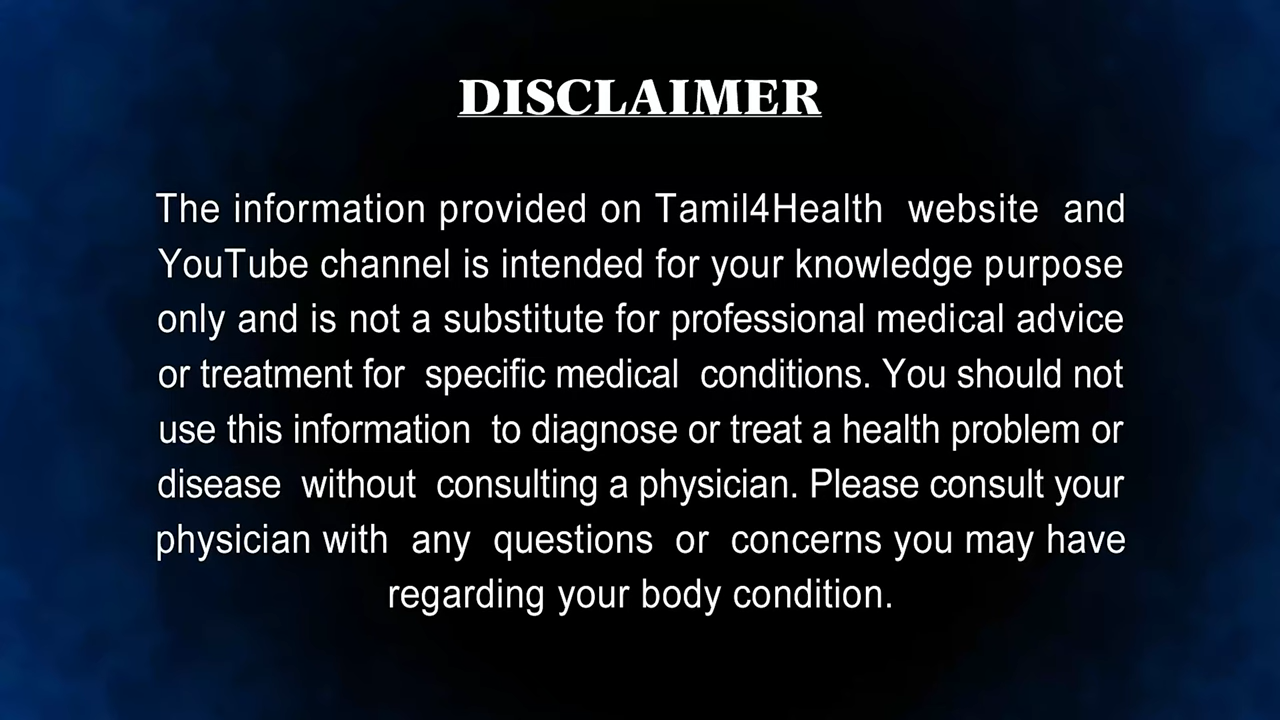 DISCLAIMER
The information provided on Tamil4Health website and
YouTube channel is intended for your knowledge purpose
only and is not a substitute for professional medical advice
or treatment for specific medical conditions. You should not
use this information to diagnose or treat a health problem or
disease without consulting a physician. Please consult your
physician with any questions or concerns you may have
regarding your body condition.